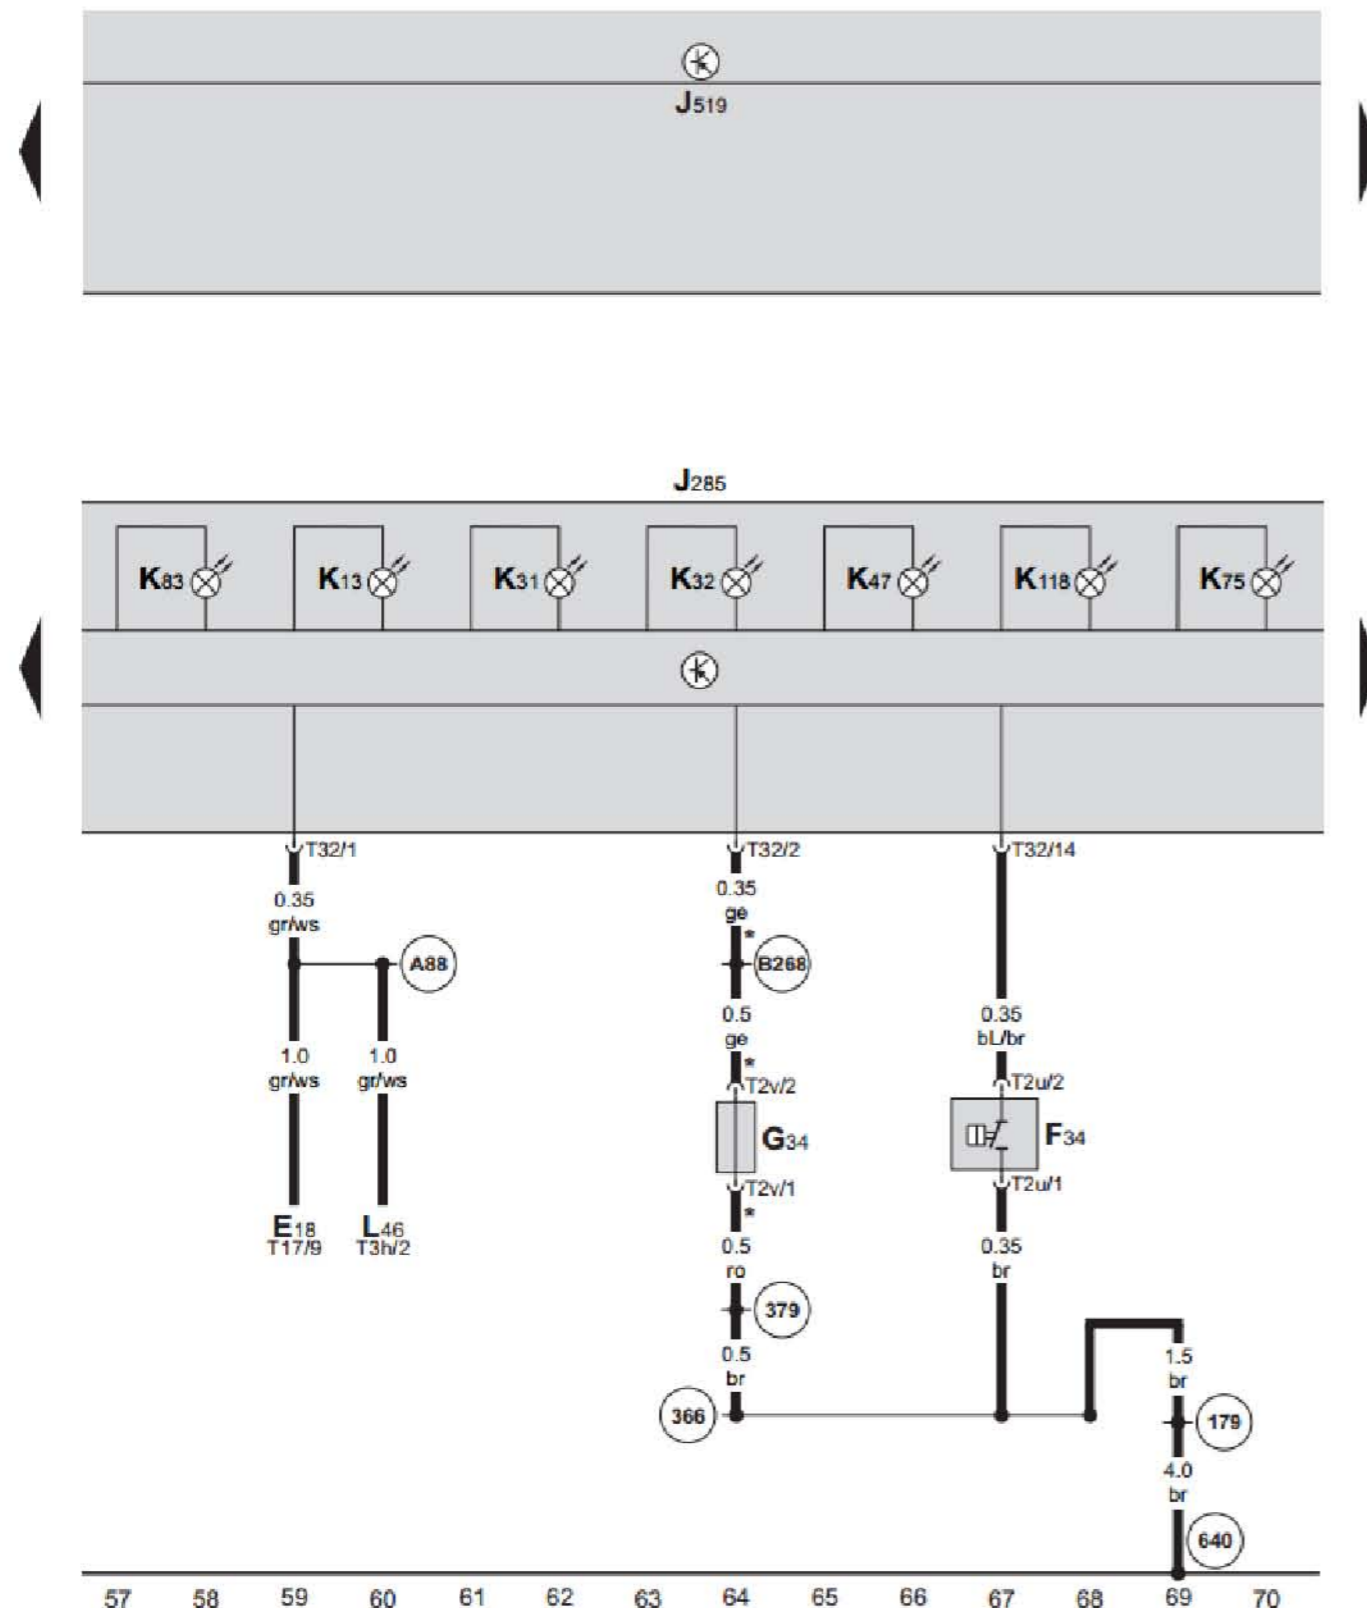 J519
J285
K83 K13 K31 K32 K47 K118 K75
T32/1 T32/2 T32/14
0.35 0.35
gr/ws ge
*
A88 B268
0.5 0.35
ge bL/br
1.0 1.0
gr/ws gr/ws
*
T2v/2 T2u/2
G34 F34
T2v/1 T2u/1
*
E18 L46
T17/9 T3h/2
0.5 0.35
ro br
379
0.5 1.5
br br
366 179
4.0
br
640
57 58 59 60 61 62 63 64 65 66 67 68 69 70